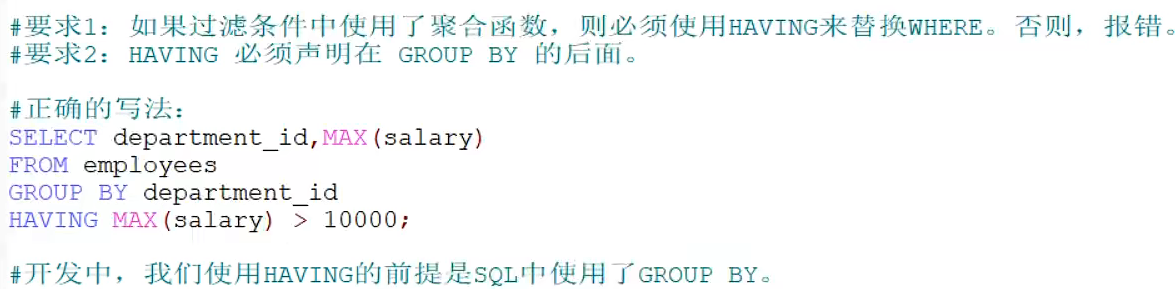 #要求1：如果过滤条件中使用了聚合函数，则必须使用HAVING来替换WHERE。否则，报错。
#要求2：HAVING 必须声明在 GROUP BY 的后面。
#正确的写法：
SELECT department_id,MAX(salary)
FROM employees
GROUP BY department_id
HAVING MAX(salary) > 10000;
#开发中，我们使用HAVING的前提是SQL中使用了GROUP BY。